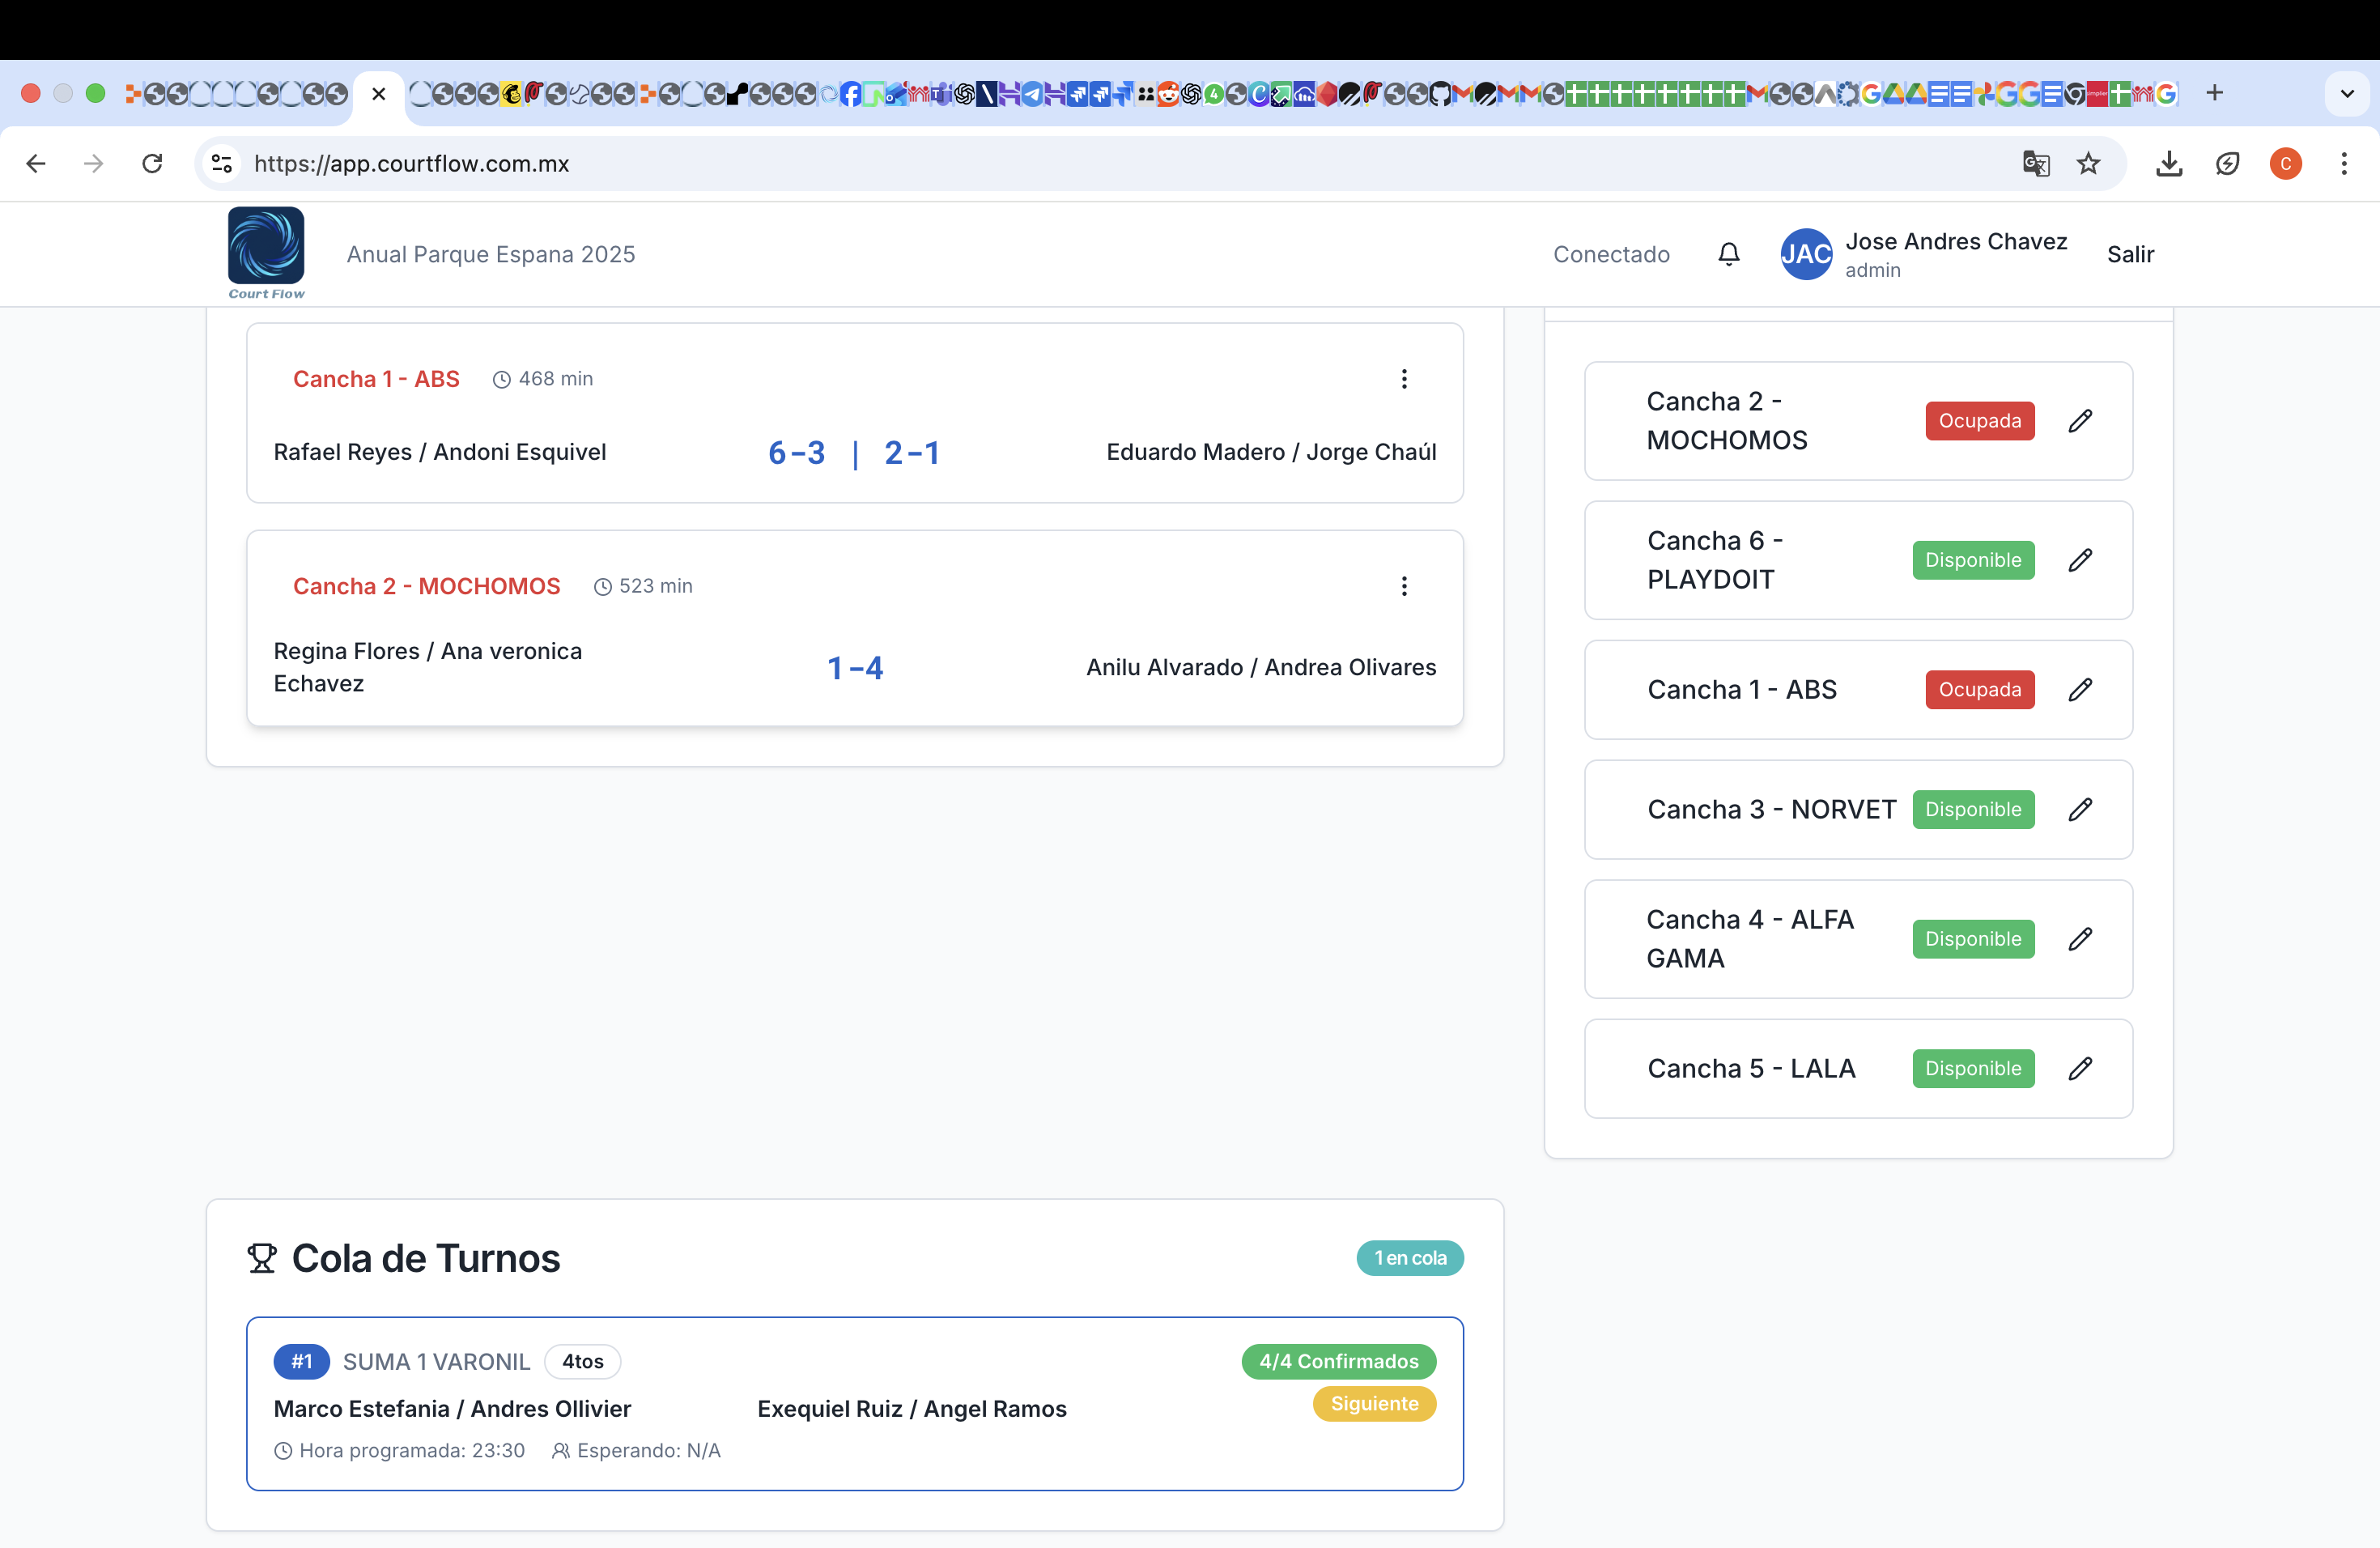 https://app.courtflow.com.mx
C
Court Flow
Anual Parque Espana 2025
Conectado
JAC
Jose Andres Chavez
admin
Salir
Cancha 1 - ABS
468 min
Rafael Reyes / Andoni Esquivel
6-3 | 2-1
Eduardo Madero / Jorge Chaúl
Cancha 2 - MOCHOMOS
523 min
Regina Flores / Ana veronica
Echavez
1-4
Anilu Alvarado / Andrea Olivares
Cancha 2 -
MOCHOMOS
Ocupada
Cancha 6 -
PLAYDOIT
Disponible
Cancha 1 - ABS
Ocupada
Cancha 3 - NORVET
Disponible
Cancha 4 - ALFA
GAMA
Disponible
Cancha 5 - LALA
Disponible
Cola de Turnos
1 en cola
#1 SUMA 1 VARONIL 4tos
4/4 Confirmados
Marco Estefania / Andres Ollivier
Exequiel Ruiz / Angel Ramos
Siguiente
Hora programada: 23:30
Esperando: N/A